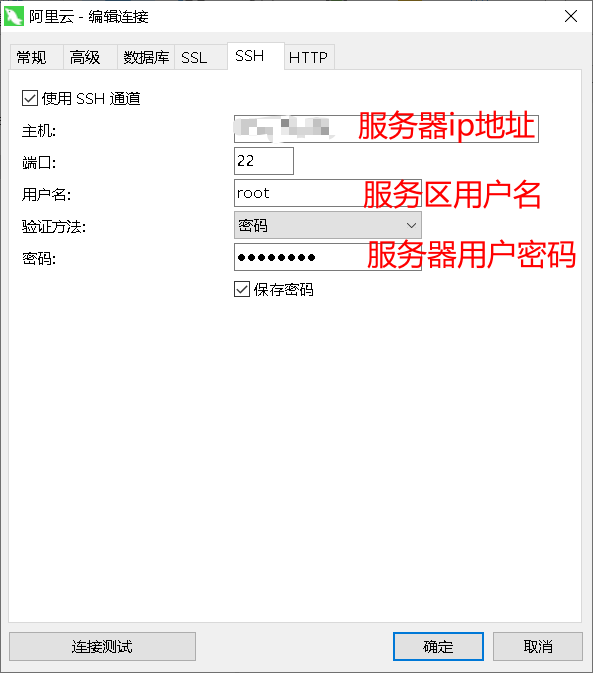 阿里云 - 编辑连接
常规 高级 数据库 SSL SSH HTTP
使用 SSH 通道
主机: 服务器ip地址
端口: 22
用户名: root 服务区用户名
验证方法: 密码
密码: ●●●●●●●● 服务器用户密码
保存密码
连接测试 确定 取消